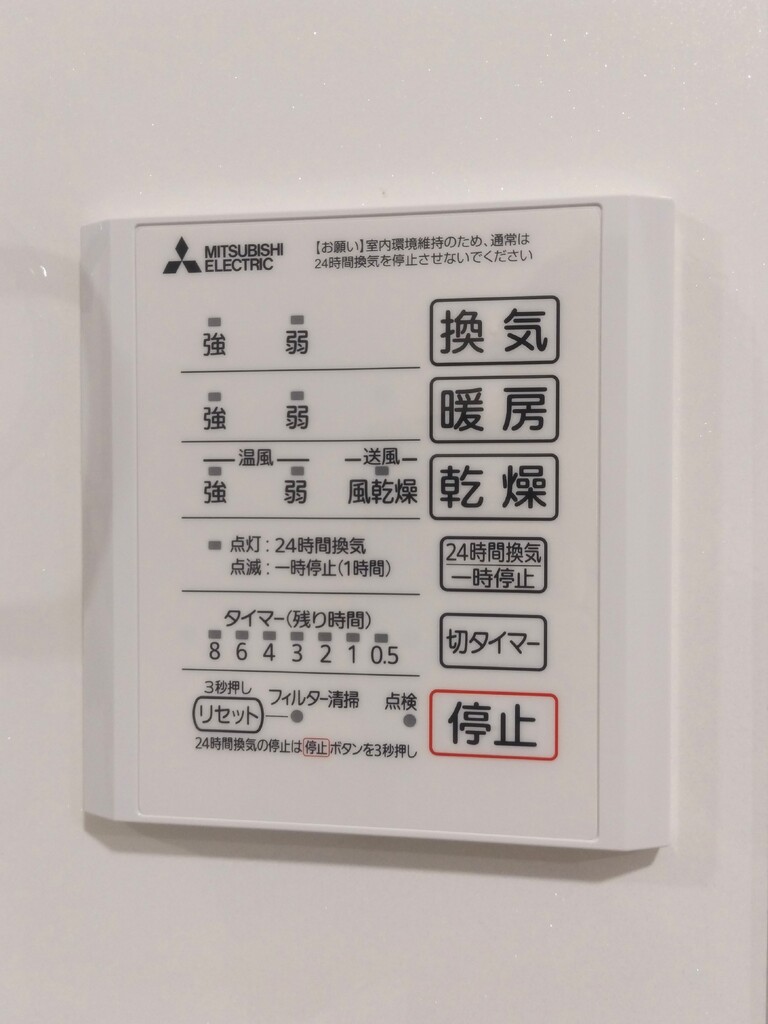 MITSUBISHI
ELECTRIC
【お願い】室内環境維持のため、通常は
24時間換気を停止させないでください
強 弱 換気
強 弱 暖房
温風 送風
強 弱 風乾燥 乾燥
点灯：24時間換気
点滅：一時停止(1時間)
24時間換気
一時停止
タイマー(残り時間)
8 6 4 3 2 1 0.5
切タイマー
3秒押し
リセット フィルター清掃 点検
停止
24時間換気の停止は停止ボタンを3秒押し